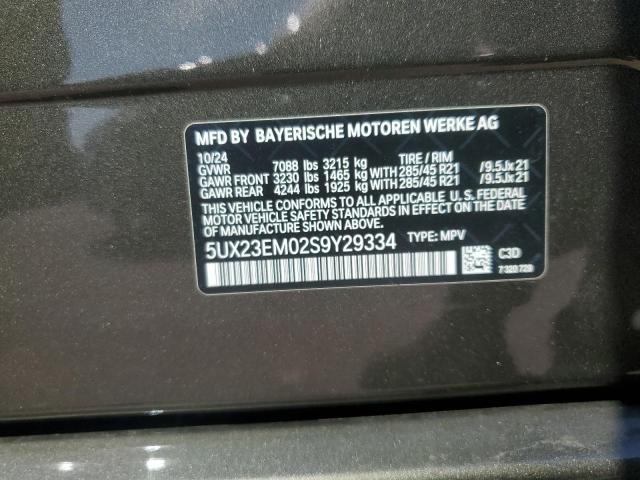 MFD BY BAYERISCHE MOTOREN WERKE AG
10/24
GVWR 7088 lbs 3215 kg TIRE / RIM
GAWR FRONT 3230 lbs 1465 kg WITH 285/45 R21 /9.5Jx21
GAWR REAR 4244 lbs 1925 kg WITH 285/45 R21 /9.5Jx21
THIS VEHICLE CONFORMS TO ALL APPLICABLE U.S. FEDERAL
MOTOR VEHICLE SAFETY STANDARDS IN EFFECT ON THE
DATE OF MANUFACTURE SHOWN ABOVE.
5UX23EM02S9Y29334 TYPE: MPV
C3D
7 320 729